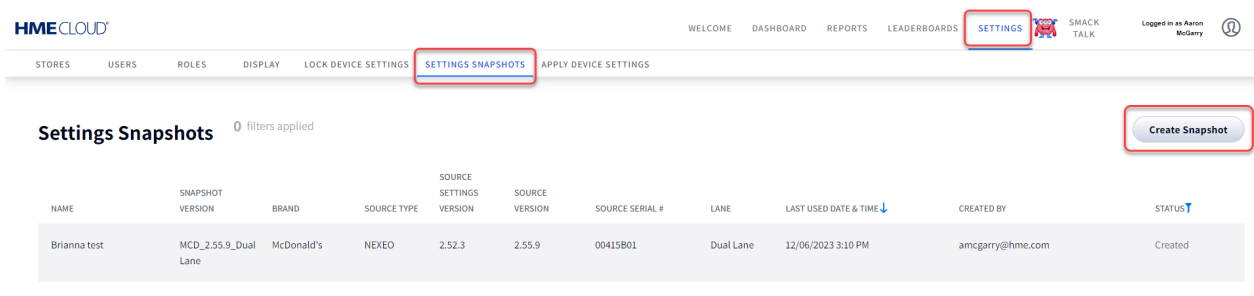 HME CLOUD®
WELCOME DASHBOARD REPORTS LEADERBOARDS SETTINGS SMACK TALK Logged in as Aaron McGarry
STORES USERS ROLES DISPLAY LOCK DEVICE SETTINGS SETTINGS SNAPSHOTS APPLY DEVICE SETTINGS
Settings Snapshots 0 filters applied Create Snapshot
NAME SNAPSHOT VERSION BRAND SOURCE TYPE SOURCE SETTINGS VERSION SOURCE VERSION SOURCE SERIAL # LANE LAST USED DATE & TIME CREATED BY STATUS
Brianna test MCD_2.55.9_Dual Lane McDonald's NEXEO 2.52.3 2.55.9 00415B01 Dual Lane 12/06/2023 3:10 PM amcgarry@hme.com Created